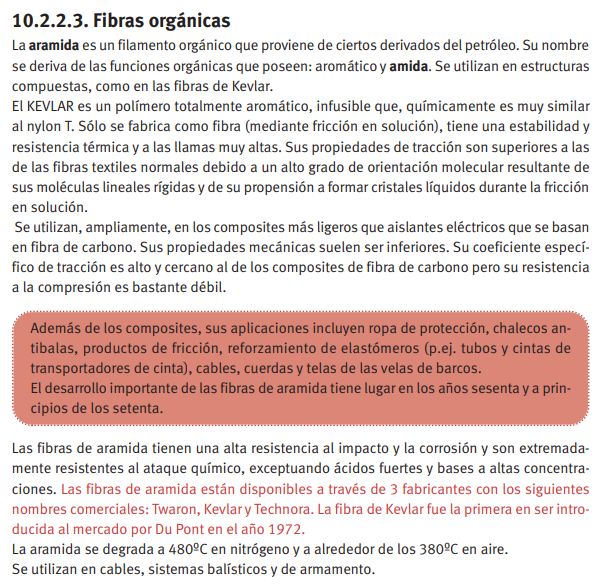 10.2.2.3. Fibras orgánicas
La aramida es un filamento orgánico que proviene de ciertos derivados del petróleo. Su nombre
se deriva de las funciones orgánicas que poseen: aromático y amida. Se utilizan en estructuras
compuestas, como en las fibras de Kevlar.
El KEVLAR es un polímero totalmente aromático, infusible que, químicamente es muy similar
al nylon T. Sólo se fabrica como fibra (mediante fricción en solución), tiene una estabilidad y
resistencia térmica y a las llamas muy altas. Sus propiedades de tracción son superiores a las
de las fibras textiles normales debido a un alto grado de orientación molecular resultante de
sus moléculas lineales rígidas y de su propensión a formar cristales líquidos durante la fricción
en solución.
Se utilizan, ampliamente, en los composites más ligeros que aislantes eléctricos que se basan
en fibra de carbono. Sus propiedades mecánicas suelen ser inferiores. Su coeficiente especí-
fico de tracción es alto y cercano al de los composites de fibra de carbono pero su resistencia
a la compresión es bastante débil.
Además de los composites, sus aplicaciones incluyen ropa de protección, chalecos an-
tibalas, productos de fricción, reforzamiento de elastómeros (p.ej. tubos y cintas de
transportadores de cinta), cables, cuerdas y telas de las velas de barcos.
El desarrollo importante de las fibras de aramida tiene lugar en los años sesenta y a prin-
cipios de los setenta.
Las fibras de aramida tienen una alta resistencia al impacto y la corrosión y son extremada-
mente resistentes al ataque químico, exceptuando ácidos fuertes y bases a altas concentra-
ciones. Las fibras de aramida están disponibles a través de 3 fabricantes con los siguientes
nombres comerciales: Twaron, Kevlar y Technora. La fibra de Kevlar fue la primera en ser intro-
ducida al mercado por Du Pont en el año 1972.
La aramida se degrada a 480ºC en nitrógeno y a alrededor de los 380ºC en aire.
Se utilizan en cables, sistemas balísticos y de armamento.